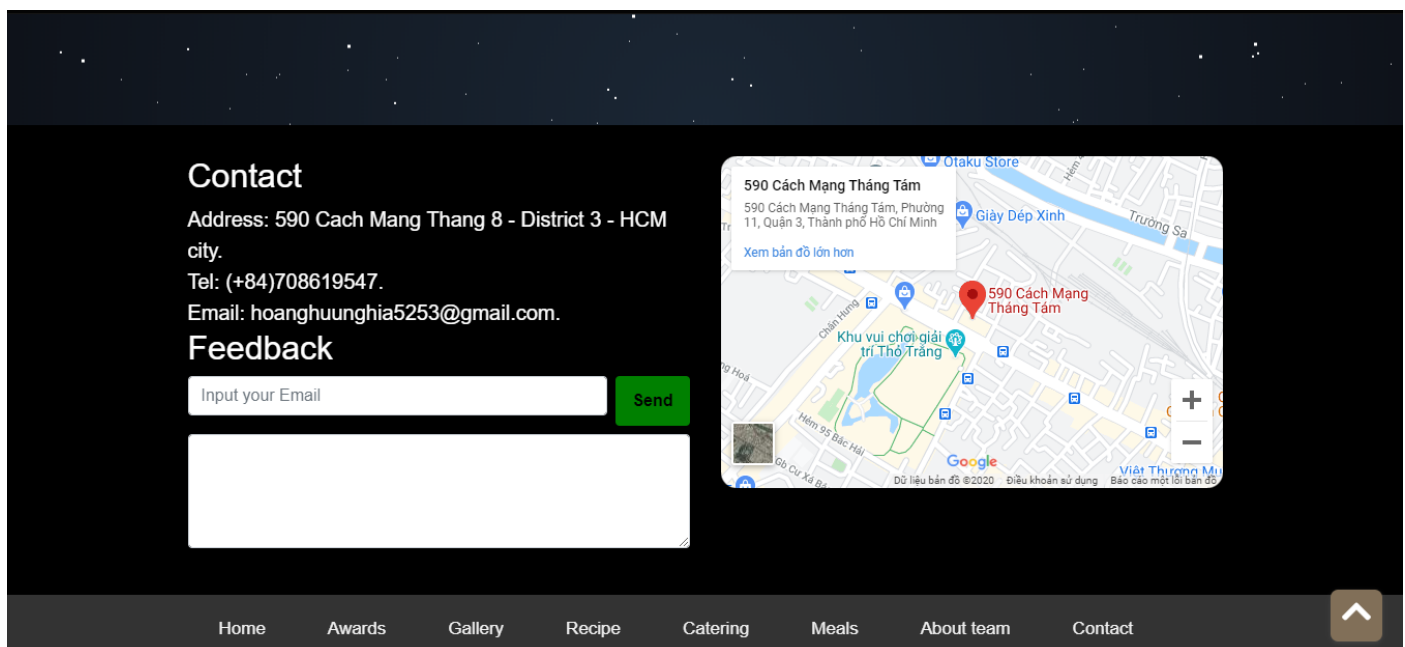 Contact
Address: 590 Cach Mang Thang 8 - District 3 - HCM
city.
Tel: (+84)708619547.
Email: hoanghuunghia5253@gmail.com.
Feedback
Input your Email
Send
Otaku Store
590 Cách Mạng Tháng Tám
590 Cách Mạng Tháng Tám, Phường
11, Quận 3, Thành phố Hồ Chí Minh
Xem bản đồ lớn hơn
Giày Dép Xinh
Trường Sa
590 Cách Mạng
Tháng Tám
Chấn Hưng
Khu vui chơi giải
trí Thỏ Trắng
Hẻm 95 Bắc Hải
Google
Việt Thương Mu
Dữ liệu bản đồ ©2020
Điều khoản sử dụng
Báo cáo một lỗi bản đồ
Home
Awards
Gallery
Recipe
Catering
Meals
About team
Contact